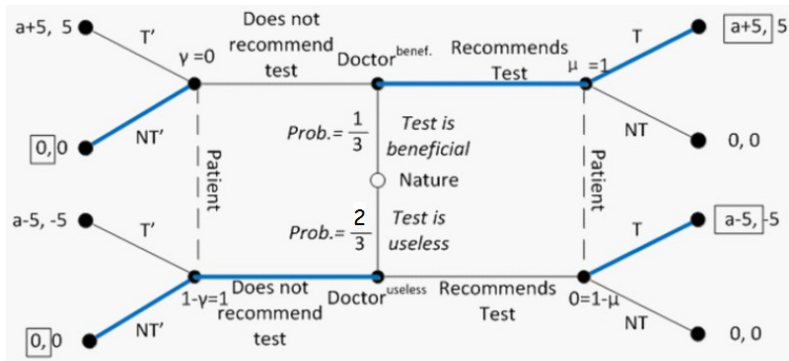 a+5, 5
T’
γ =0
Does not
recommend
test
Doctor benef.
Recommends
Test
μ =1
T
a+5, 5
0, 0
NT’
Prob.= 1/3
Test is
beneficial
NT
0, 0
Patient
Nature
Patient
a-5, -5
T’
Prob.= 2/3
Test is
useless
T
a-5, -5
1-γ=1
Does not
recommend
test
Doctor useless
Recommends
Test
0=1-μ
0, 0
NT’
NT
0, 0